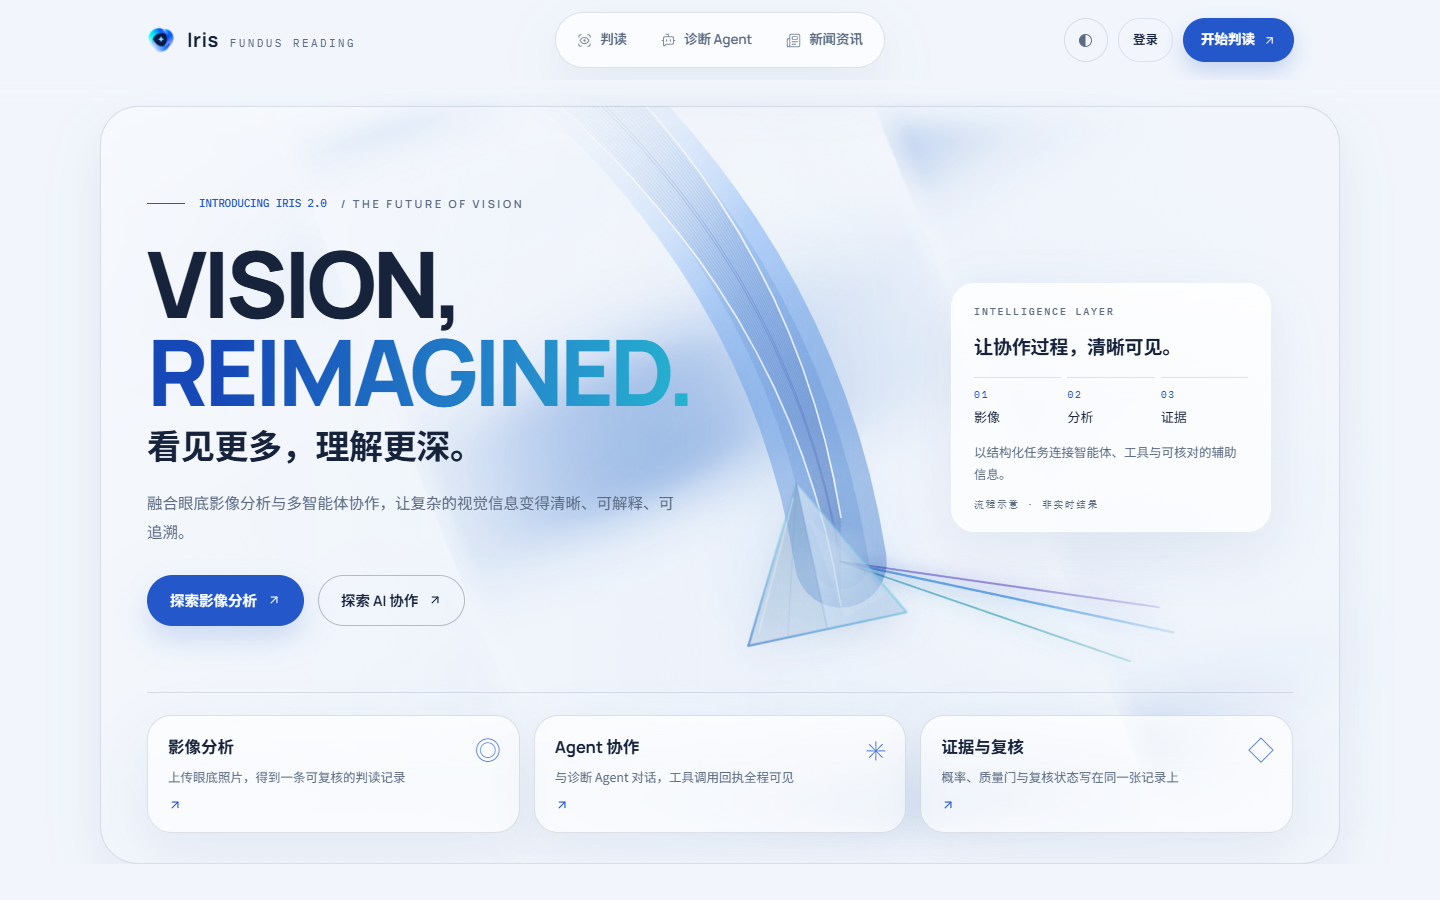 Iris FUNDUS READING
判读
诊断 Agent
新闻资讯
登录
开始判读
INTRODUCING IRIS 2.0 / THE FUTURE OF VISION
VISION,
REIMAGINED.
看见更多，理解更深。
融合眼底影像分析与多智能体协作，让复杂的视觉信息变得清晰、可解释、可
追溯。
探索影像分析
探索 AI 协作
INTELLIGENCE LAYER
让协作过程，清晰可见。
01 02 03
影像 分析 证据
以结构化任务连接智能体、工具与可核对的辅助
信息。
流程示意 · 非实时结果
影像分析
上传眼底照片，得到一条可复核的判读记录
Agent 协作
与诊断 Agent 对话，工具调用回执全程可见
证据与复核
概率、质量门与复核状态写在同一张记录上